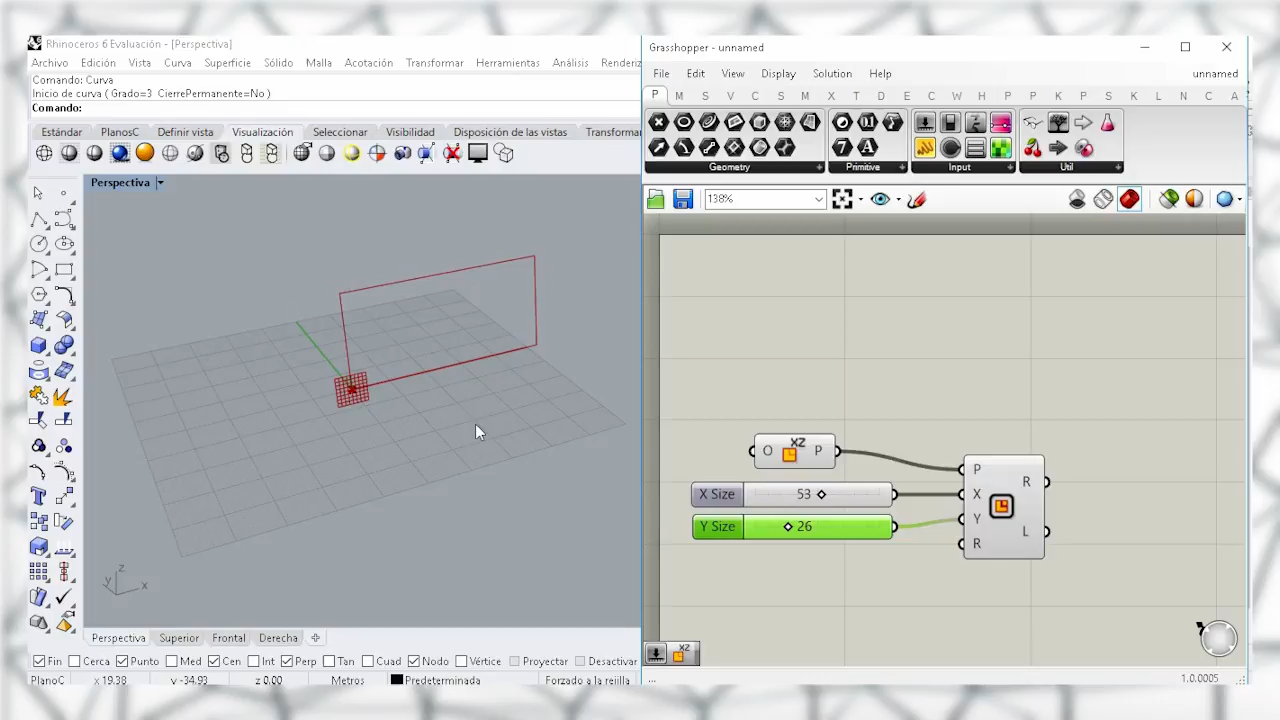 Rhinoceros 6 Evaluación - [Perspectiva]
Archivo Edición Vista Curva Superficie Sólido Malla Acotación Transformar Herramientas Análisis Renderiz
Comando: Curva
Inicio de curva ( Grado=3 CierrePermanente=No )
Comando:
Estándar PlanosC Definir vista Visualización Seleccionar Visibilidad Disposición de las v Transforma
Perspectiva
z
y
x
Perspectiva Superior Frontal Derecha
Fin Cerca Punto Med Cen Int Perp Tan Nodo Vértice Proyectar Desactivar
PlanoC x 19.38 y -34.93 z 0.00 Metros Predeterminada Forzado a la rejilla
Grasshopper - unnamed
File Edit View Display Solution Help unnamed
P M S V C S M X T D E C W H P P K P S K L N C A
Geometry Primitive Input Util
138%
XZ
O P
X Size 53
Y Size 26
P
X
Y
R
R
L
XZ
... 1.0.0005